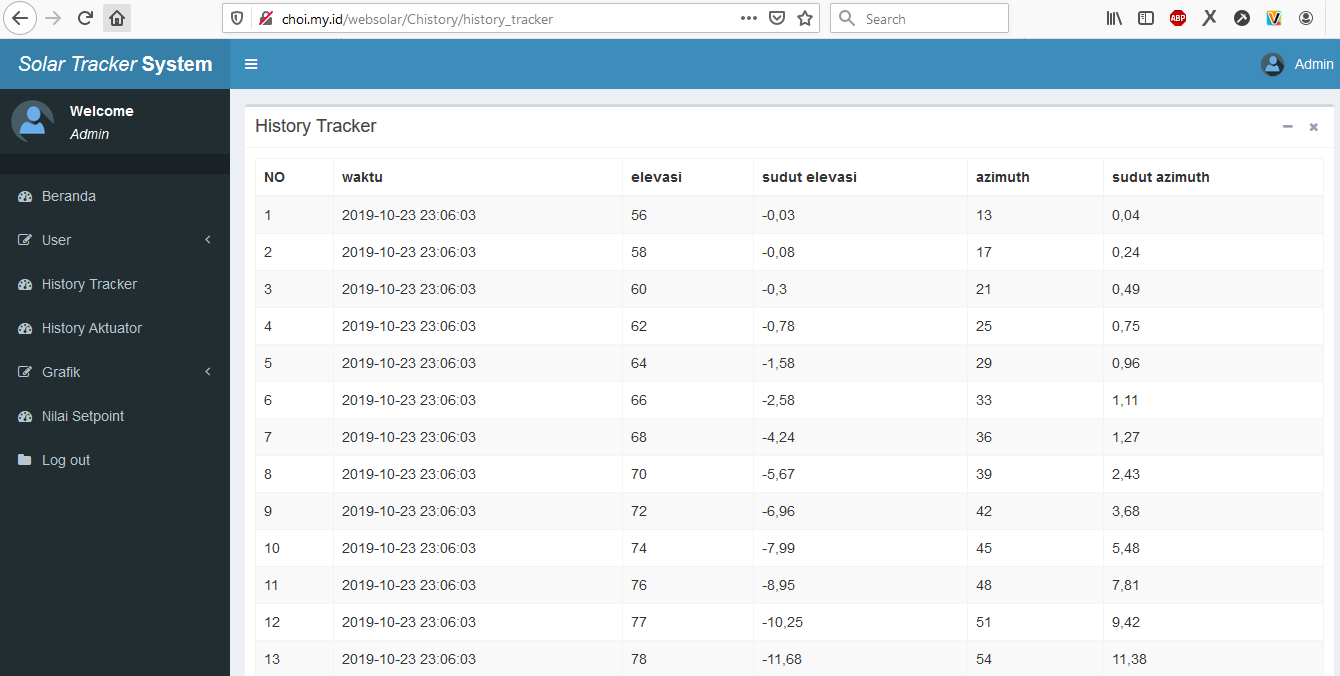 choi.my.id/websolar/Chistory/history_tracker
Search
ABP
Solar Tracker System
Admin
Welcome
Admin
Beranda
User
History Tracker
History Aktuator
Grafik
Nilai Setpoint
Log out
History Tracker
NO waktu elevasi sudut elevasi azimuth sudut azimuth
1 2019-10-23 23:06:03 56 -0,03 13 0,04
2 2019-10-23 23:06:03 58 -0,08 17 0,24
3 2019-10-23 23:06:03 60 -0,3 21 0,49
4 2019-10-23 23:06:03 62 -0,78 25 0,75
5 2019-10-23 23:06:03 64 -1,58 29 0,96
6 2019-10-23 23:06:03 66 -2,58 33 1,11
7 2019-10-23 23:06:03 68 -4,24 36 1,27
8 2019-10-23 23:06:03 70 -5,67 39 2,43
9 2019-10-23 23:06:03 72 -6,96 42 3,68
10 2019-10-23 23:06:03 74 -7,99 45 5,48
11 2019-10-23 23:06:03 76 -8,95 48 7,81
12 2019-10-23 23:06:03 77 -10,25 51 9,42
13 2019-10-23 23:06:03 78 -11,68 54 11,38